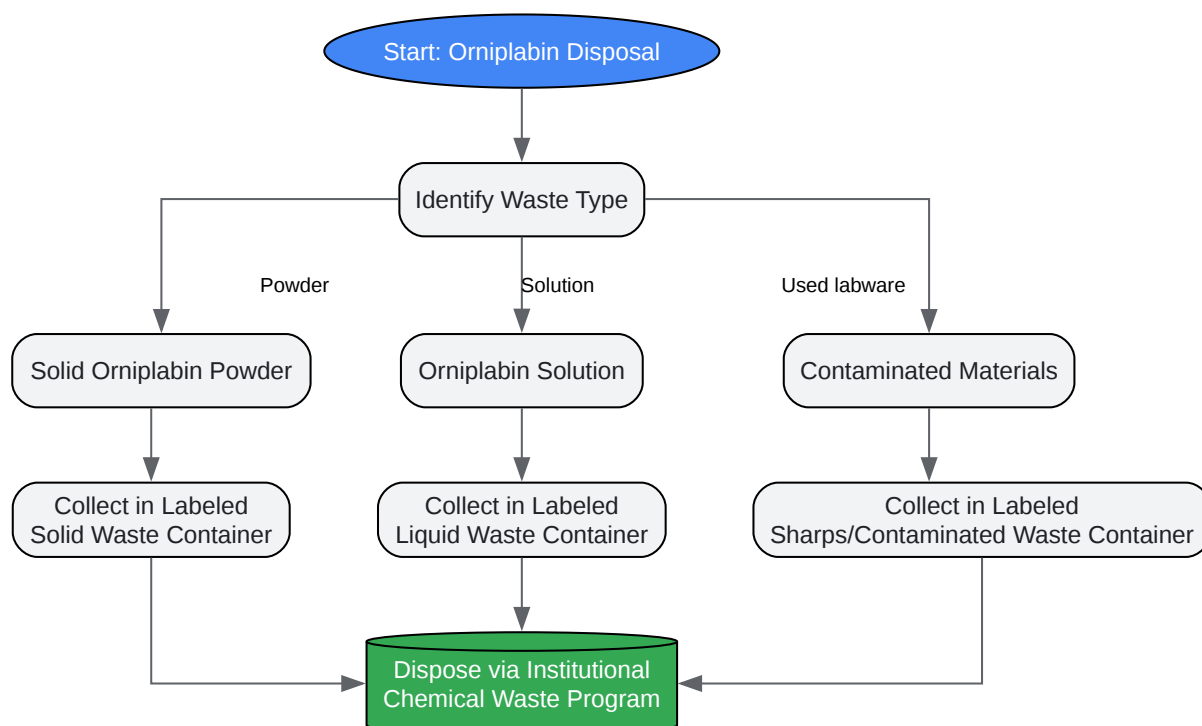 Start: Orniplabin Disposal
Identify Waste Type
Powder
Solution
Used labware
Solid Orniplabin Powder
Orniplabin Solution
Contaminated Materials
Collect in Labeled
Solid Waste Container
Collect in Labeled
Liquid Waste Container
Collect in Labeled
Sharps/Contaminated Waste Container
Dispose via Institutional
Chemical Waste Program